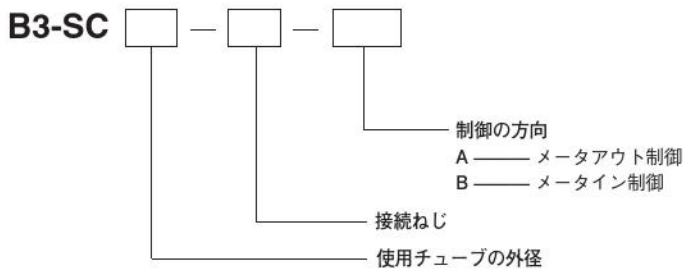 B3-SC □ — □ — □
制御の方向
A —— メータアウト制御
B —— メータイン制御
接続ねじ
使用チューブの外径